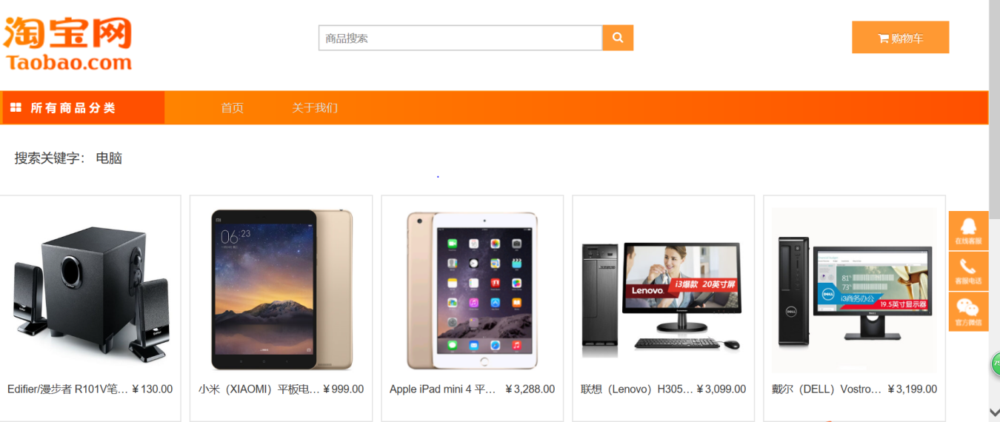 淘宝网
Taobao.com
商品搜索
购物车
所有商品分类
首页
关于我们
搜索关键字： 电脑
06:23
i3爆款 20英寸屏
Lenovo
81%
73%
DELL
i3商务办公
19.5英寸显示器
在线客服
客服电话
官方微信
75
Edifier/漫步者 R101V笔... ￥130.00
小米（XIAOMI）平板电... ￥999.00
Apple iPad mini 4 平... ￥3,288.00
联想（Lenovo）H305... ￥3,099.00
戴尔（DELL）Vostro... ￥3,199.00